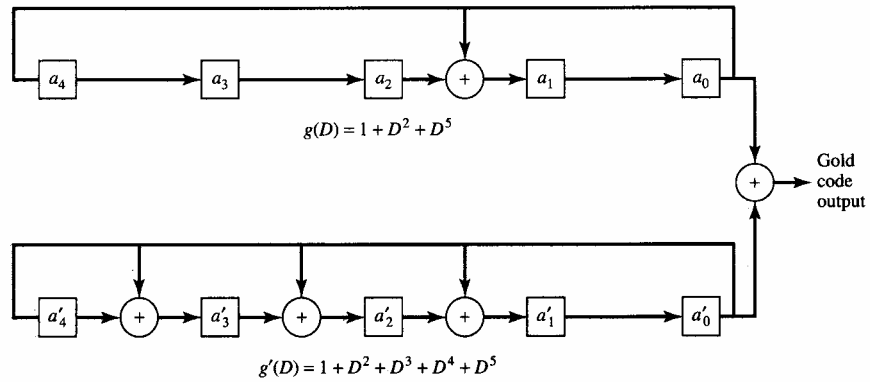 a₄ a₃ a₂ + a₁ a₀
g(D) = 1 + D² + D⁵
+
Gold
code
output
a′₄ + a′₃ + a′₂ + a′₁ a′₀
g′(D) = 1 + D² + D³ + D⁴ + D⁵